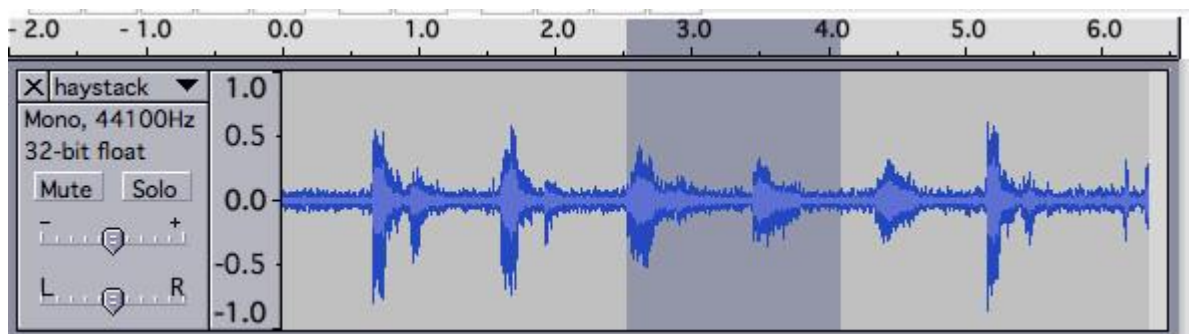 - 2.0 - 1.0 0.0 1.0 2.0 3.0 4.0 5.0 6.0
X haystack ▼ 1.0
Mono, 44100Hz
32-bit float 0.5
Mute Solo 0.0
- +
-0.5
L R
-1.0